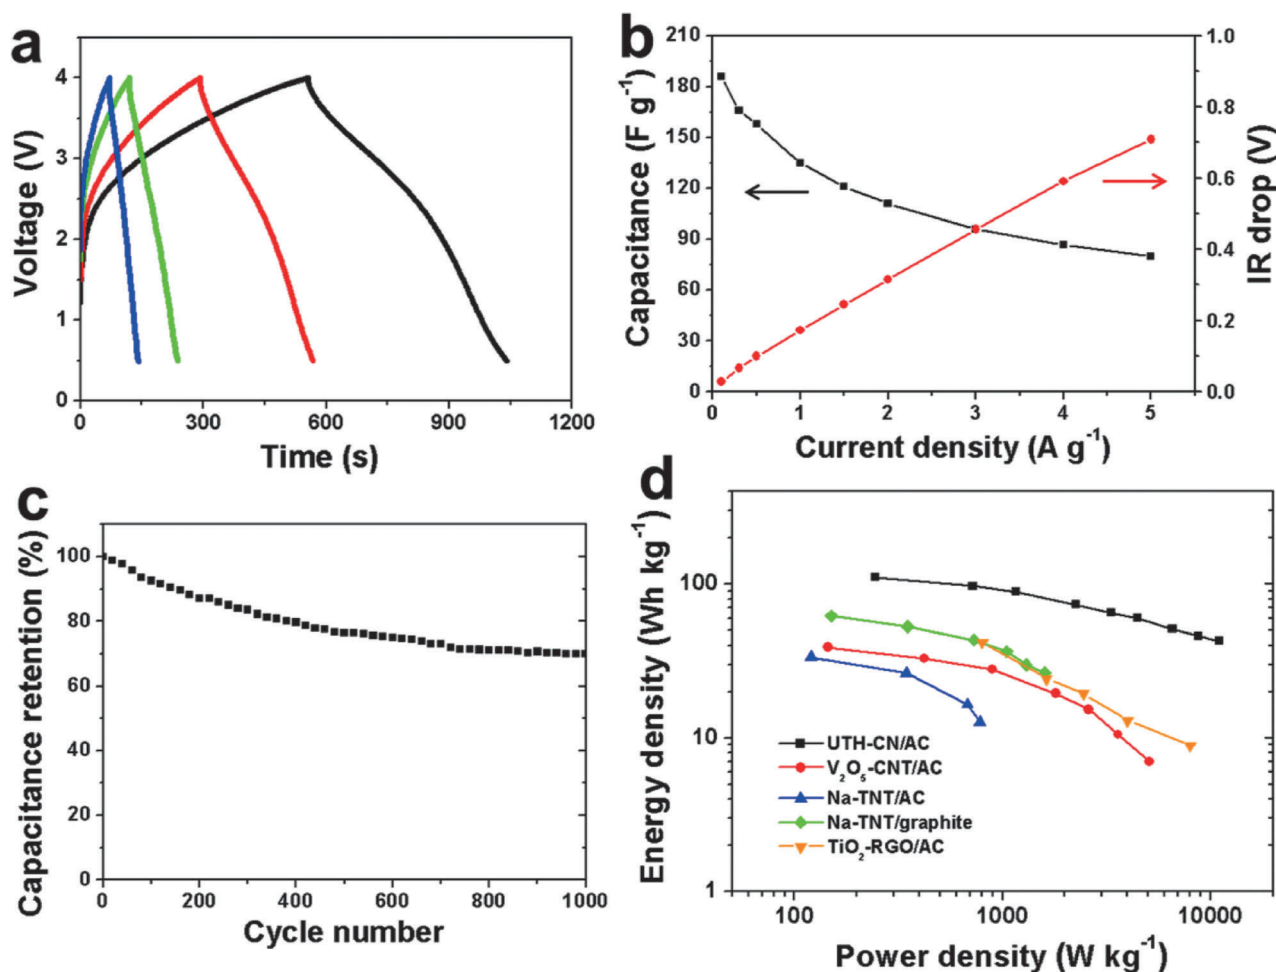 a
Voltage (V)
4
3
2
1
0
0 300 600 900 1200
Time (s)
b
Capacitance (F g⁻¹)
210
180
150
120
90
60
30
0
0 1 2 3 4 5
Current density (A g⁻¹)
1.0
0.8
0.6
0.4
0.2
0.0
IR drop (V)
c
Capacitance retention (%)
100
80
60
40
20
0
0 200 400 600 800 1000
Cycle number
d
Energy density (Wh kg⁻¹)
100
10
1
UTH-CN/AC
V₂O₅-CNT/AC
Na-TNT/AC
Na-TNT/graphite
TiO₂-RGO/AC
100 1000 10000
Power density (W kg⁻¹)